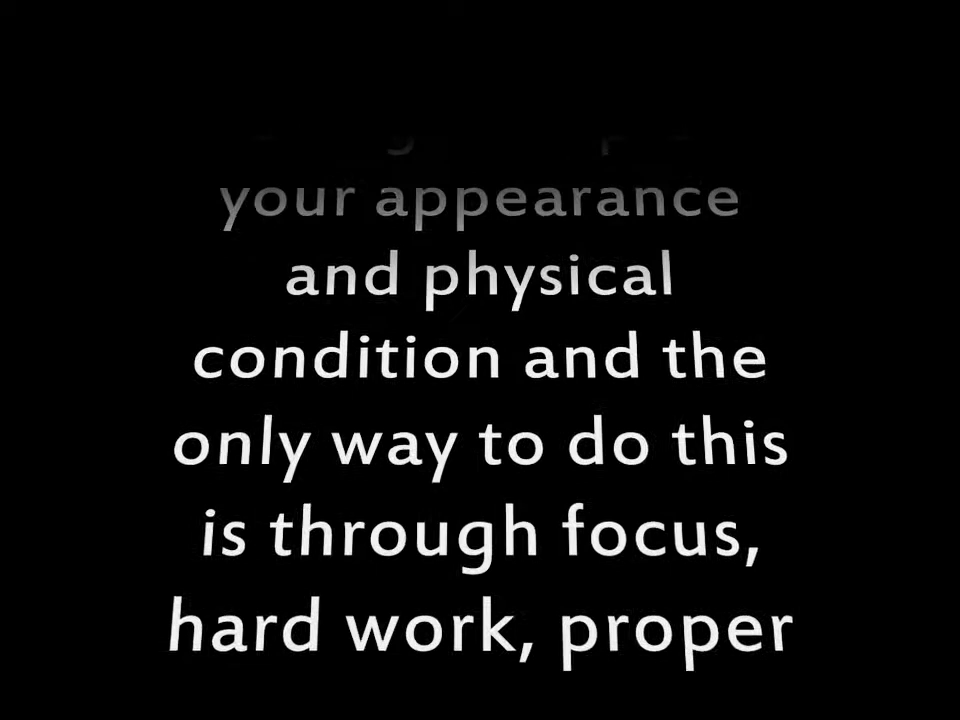 your appearance
and physical
condition and the
only way to do this
is through focus,
hard work, proper